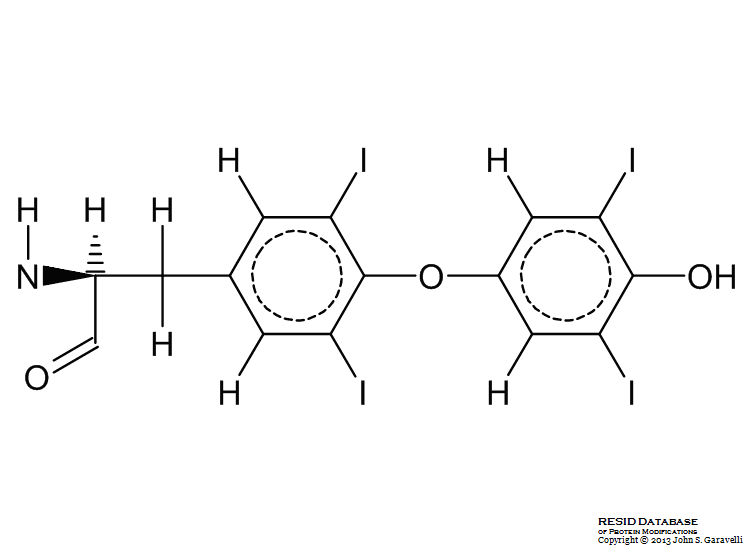 H I H I
H H H
N O OH
H
O
H I H I
RESID DATABASE
OF PROTEIN MODIFICATIONS
Copyright © 2013 John S. Garavelli